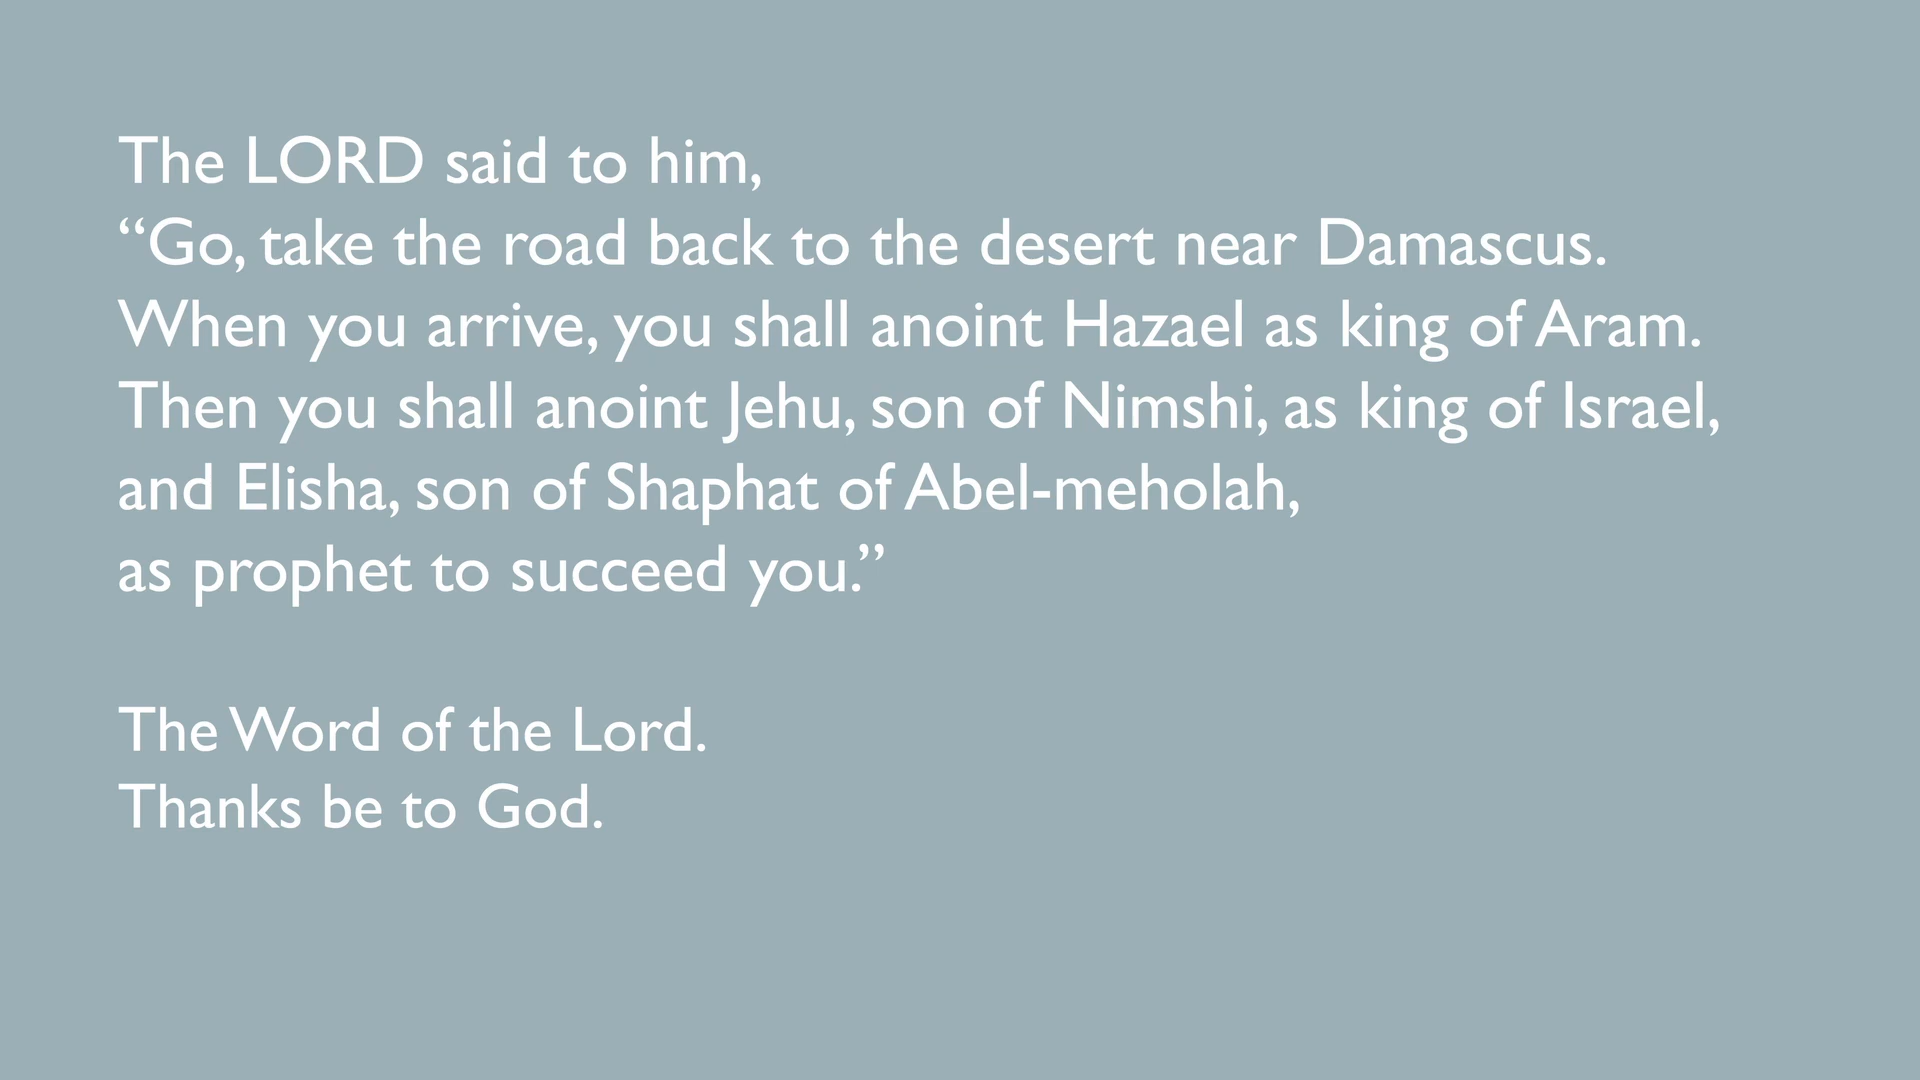 The LORD said to him,
“Go, take the road back to the desert near Damascus.
When you arrive, you shall anoint Hazael as king of Aram.
Then you shall anoint Jehu, son of Nimshi, as king of Israel,
and Elisha, son of Shaphat of Abel-meholah,
as prophet to succeed you.”
The Word of the Lord.
Thanks be to God.